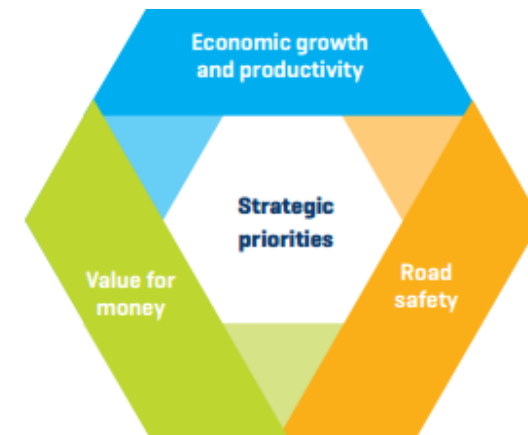 Economic growth
and productivity
Strategic
priorities
Value for
money
Road
safety